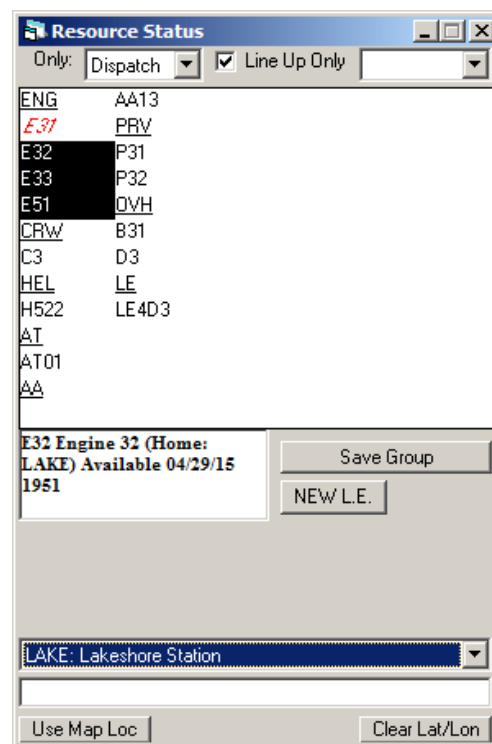 Resource Status
Only: Dispatch Line Up Only
ENG AA13
E31 PRV
E32 P31
E33 P32
E51 OVH
CRW B31
C3 D3
HEL LE
H522 LE4D3
AT
AT01
AA
E32 Engine 32 (Home:
LAKE) Available 04/29/15
1951
Save Group
NEW L.E.
LAKE: Lakeshore Station
Use Map Loc Clear Lat/Lon